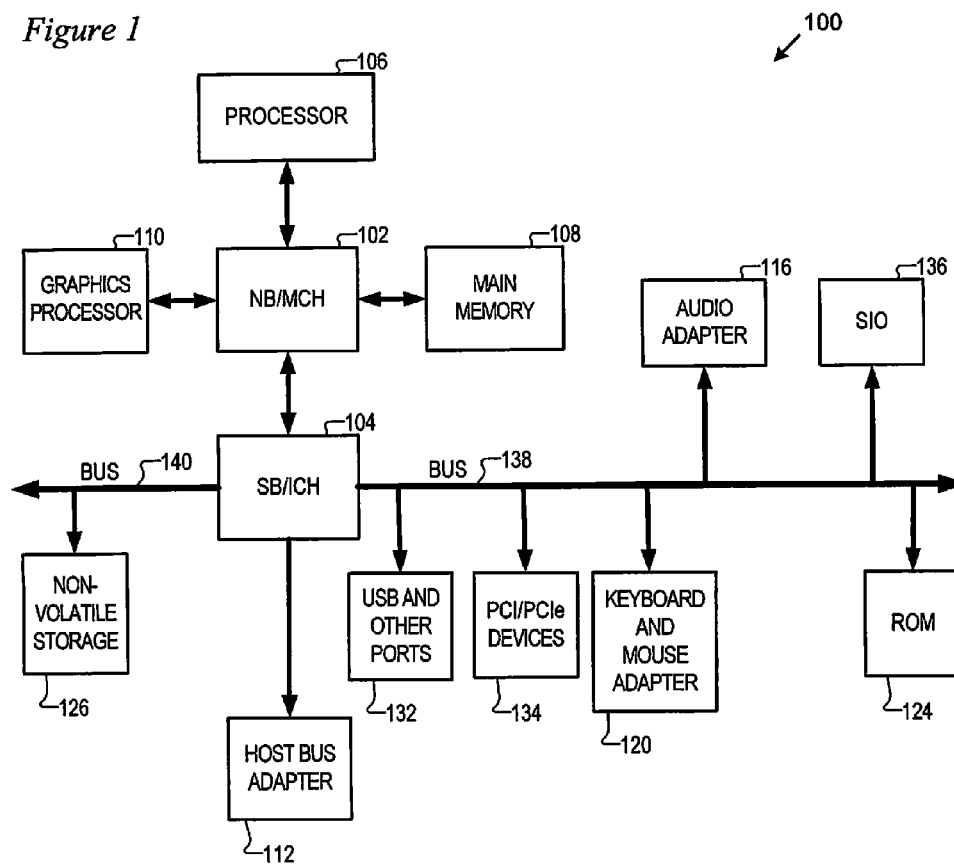 Figure 1
100
106
PROCESSOR
110
102
108
GRAPHICS
PROCESSOR
NB/MCH
MAIN
MEMORY
116
136
AUDIO
ADAPTER
SIO
104
BUS
140
SB/ICH
BUS
138
NON-
VOLATILE
STORAGE
126
USB AND
OTHER
PORTS
132
PCI/PCIe
DEVICES
134
KEYBOARD
AND
MOUSE
ADAPTER
120
ROM
124
HOST BUS
ADAPTER
112